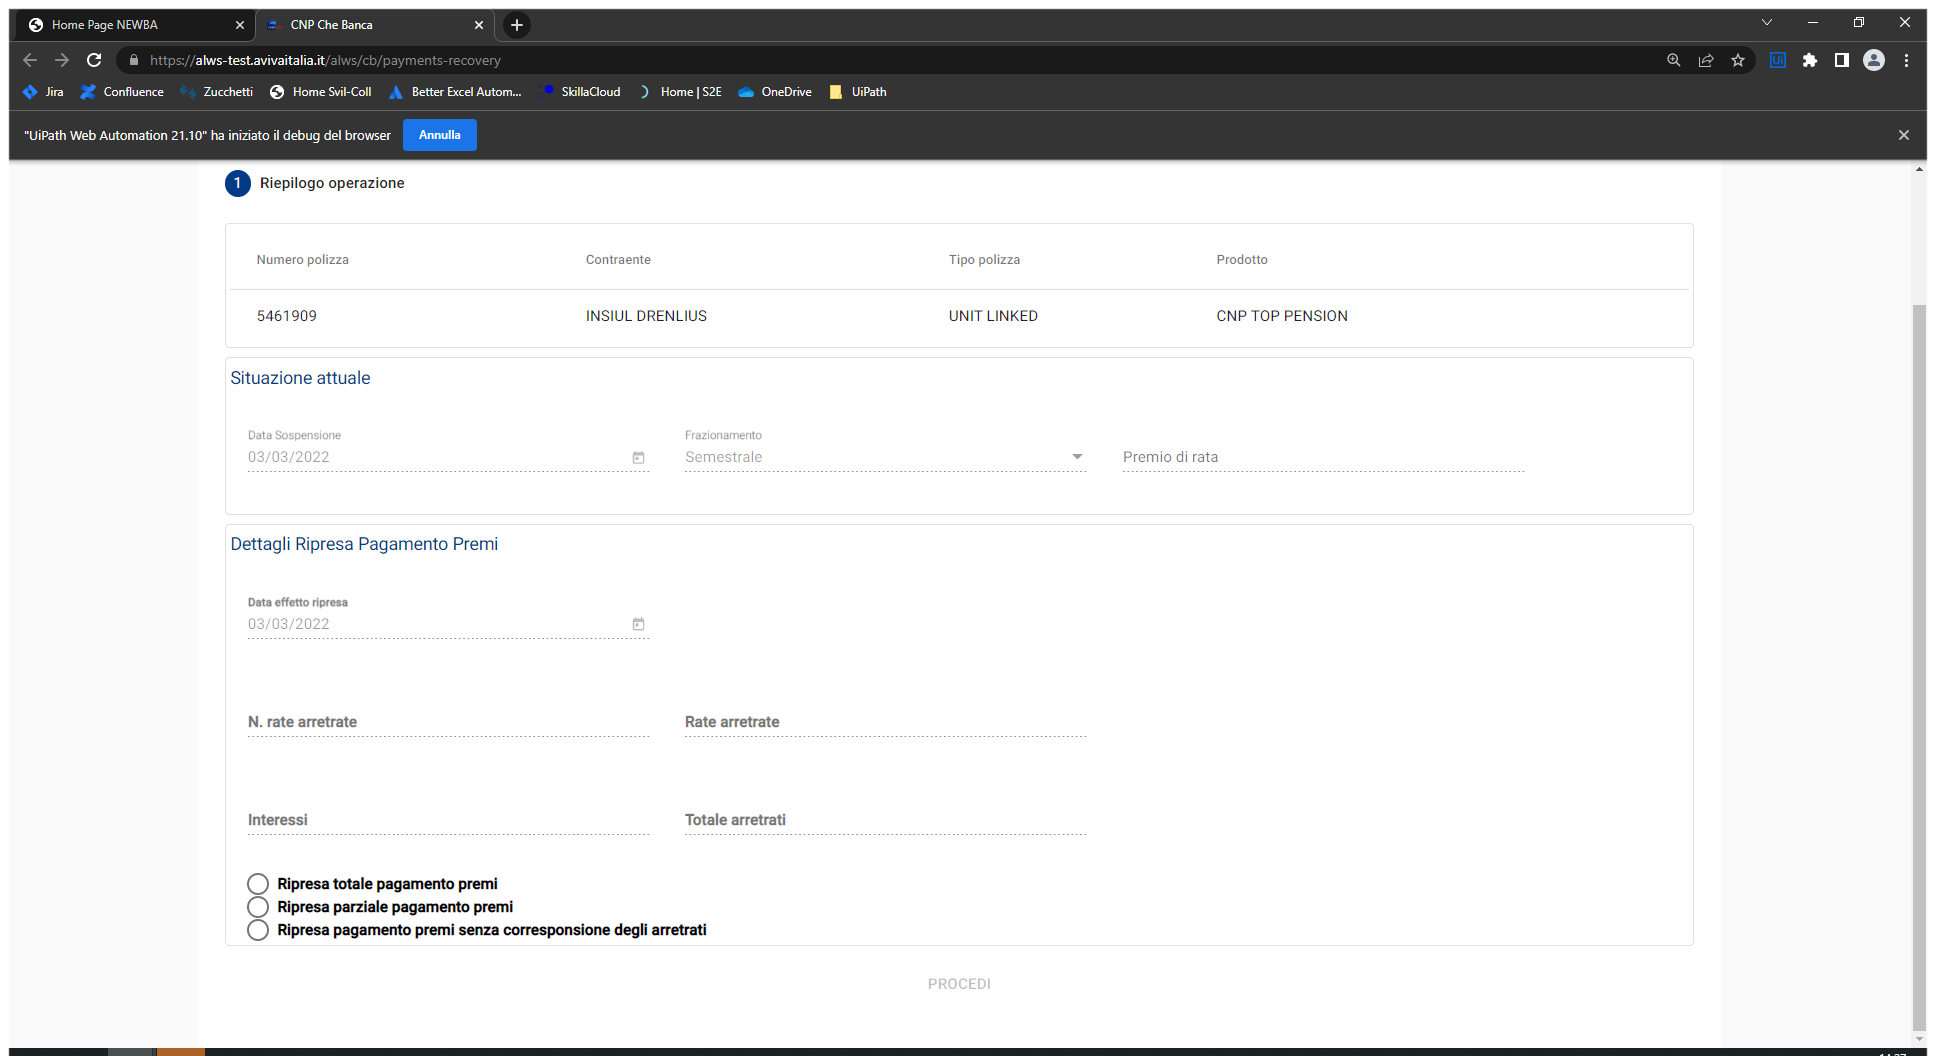 Home Page NEWBA
CNP Che Banca
https://alws-test.avivaitalia.it/alws/cb/payments-recovery
Jira Confluence Zucchetti Home Svil-Coll Better Excel Autom... SkillaCloud Home | S2E OneDrive UiPath
"UiPath Web Automation 21.10" ha iniziato il debug del browser Annulla
1 Riepilogo operazione
Numero polizza Contraente Tipo polizza Prodotto
5461909 INSIUL DRENLIUS UNIT LINKED CNP TOP PENSION
Situazione attuale
Data Sospensione Frazionamento
03/03/2022 Semestrale Premio di rata
Dettagli Ripresa Pagamento Premi
Data effetto ripresa
03/03/2022
N. rate arretrate Rate arretrate
Interessi Totale arretrati
Ripresa totale pagamento premi
Ripresa parziale pagamento premi
Ripresa pagamento premi senza corresponsione degli arretrati
PROCEDI